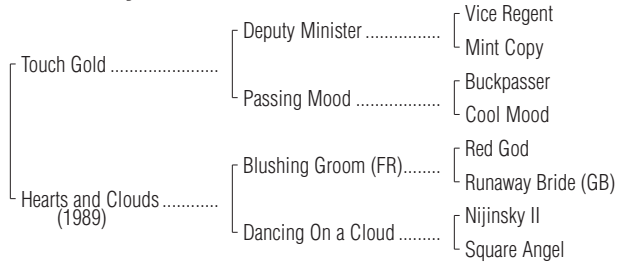 Vice Regent
Deputy Minister ................
Mint Copy
Touch Gold ......................
Buckpasser
Passing Mood .................
Cool Mood
Red God
Blushing Groom (FR)........
Runaway Bride (GB)
Hearts and Clouds ...........
(1989)
Nijinsky II
Dancing On a Cloud ........
Square Angel